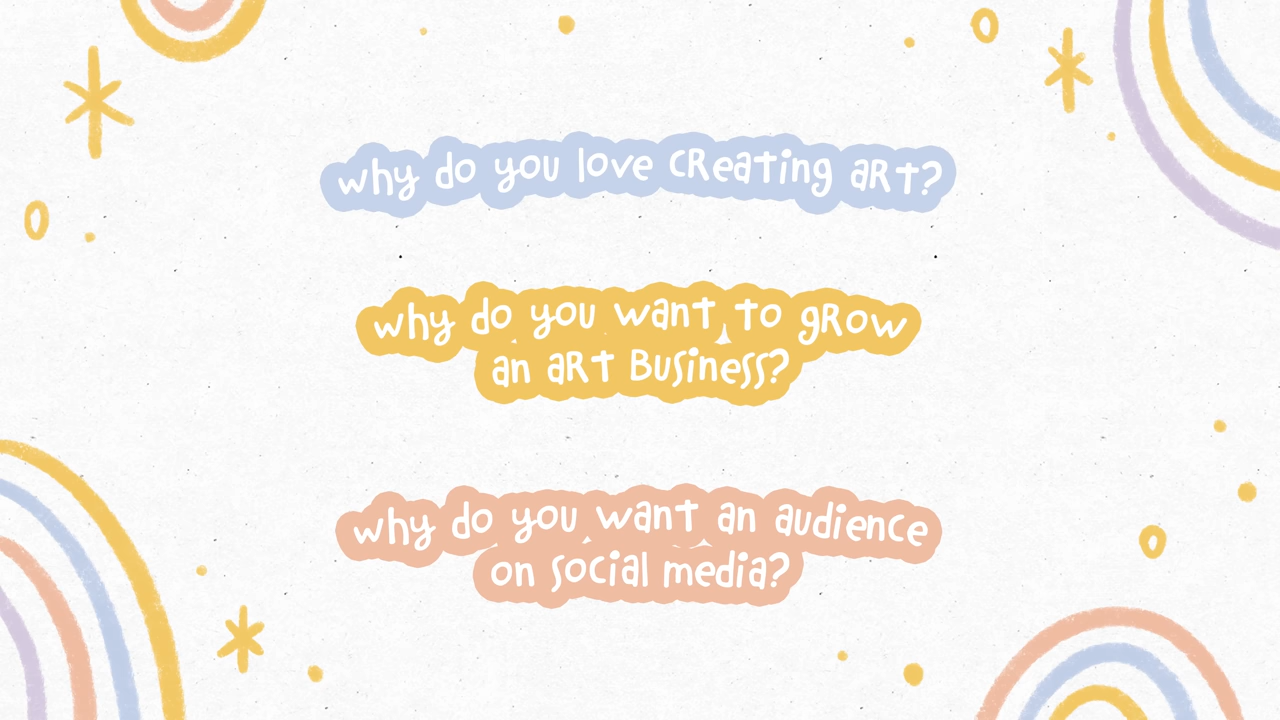 why do you love creating art?
why do you want to grow
an art business?
why do you want an audience
on social media?